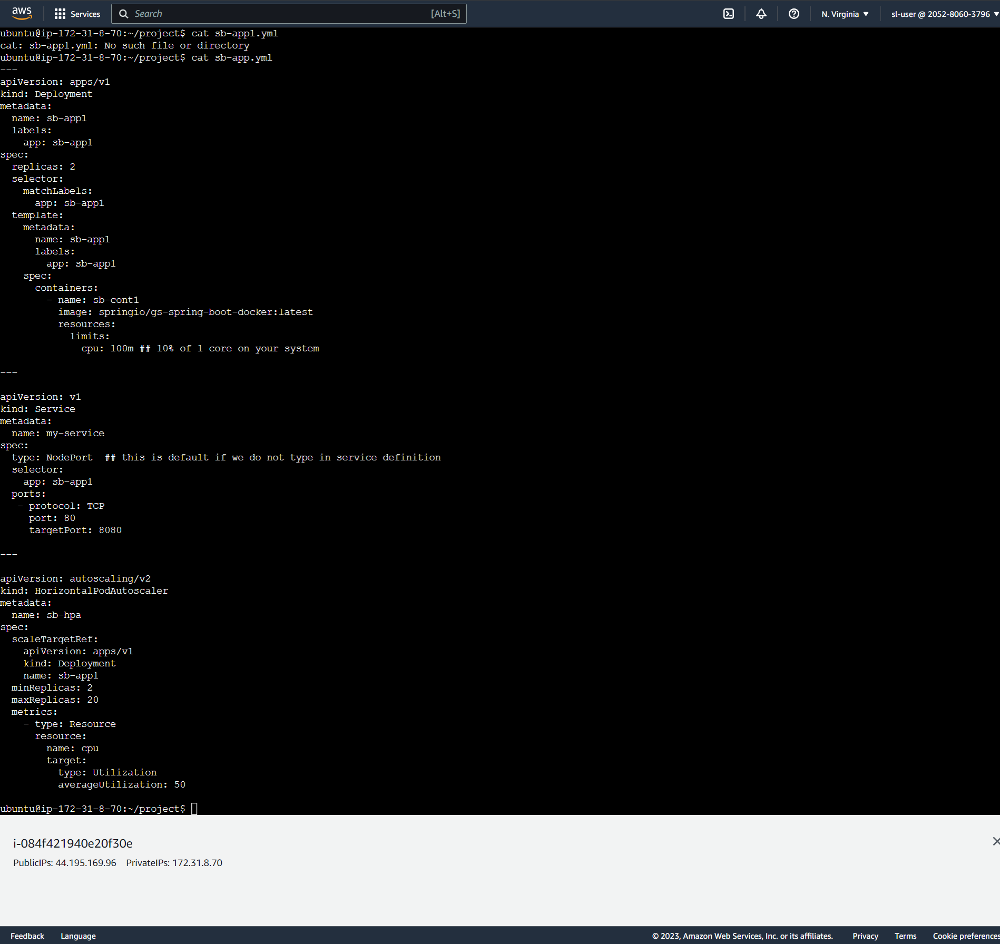 aws Services Search [Alt+S] N. Virginia sl-user @ 2052-8060-3796
ubuntu@ip-172-31-8-70:~/project$ cat sb-app1.yml
cat: sb-app1.yml: No such file or directory
ubuntu@ip-172-31-8-70:~/project$ cat sb-app.yml
---
apiVersion: apps/v1
kind: Deployment
metadata:
  name: sb-app1
  labels:
    app: sb-app1
spec:
  replicas: 2
  selector:
    matchLabels:
      app: sb-app1
  template:
    metadata:
      name: sb-app1
      labels:
        app: sb-app1
    spec:
      containers:
        - name: sb-cont1
          image: springio/gs-spring-boot-docker:latest
          resources:
            limits:
              cpu: 100m ## 10% of 1 core on your system
---
apiVersion: v1
kind: Service
metadata:
  name: my-service
spec:
  type: NodePort  ## this is default if we do not type in service definition
  selector:
    app: sb-app1
  ports:
   - protocol: TCP
     port: 80
     targetPort: 8080
---
apiVersion: autoscaling/v2
kind: HorizontalPodAutoscaler
metadata:
  name: sb-hpa
spec:
  scaleTargetRef:
    apiVersion: apps/v1
    kind: Deployment
    name: sb-app1
  minReplicas: 2
  maxReplicas: 20
  metrics:
    - type: Resource
      resource:
        name: cpu
        target:
          type: Utilization
          averageUtilization: 50
ubuntu@ip-172-31-8-70:~/project$
i-084f421940e20f30e
PublicIPs: 44.195.169.96 PrivateIPs: 172.31.8.70
Feedback Language © 2023, Amazon Web Services, Inc. or its affiliates. Privacy Terms Cookie preferences